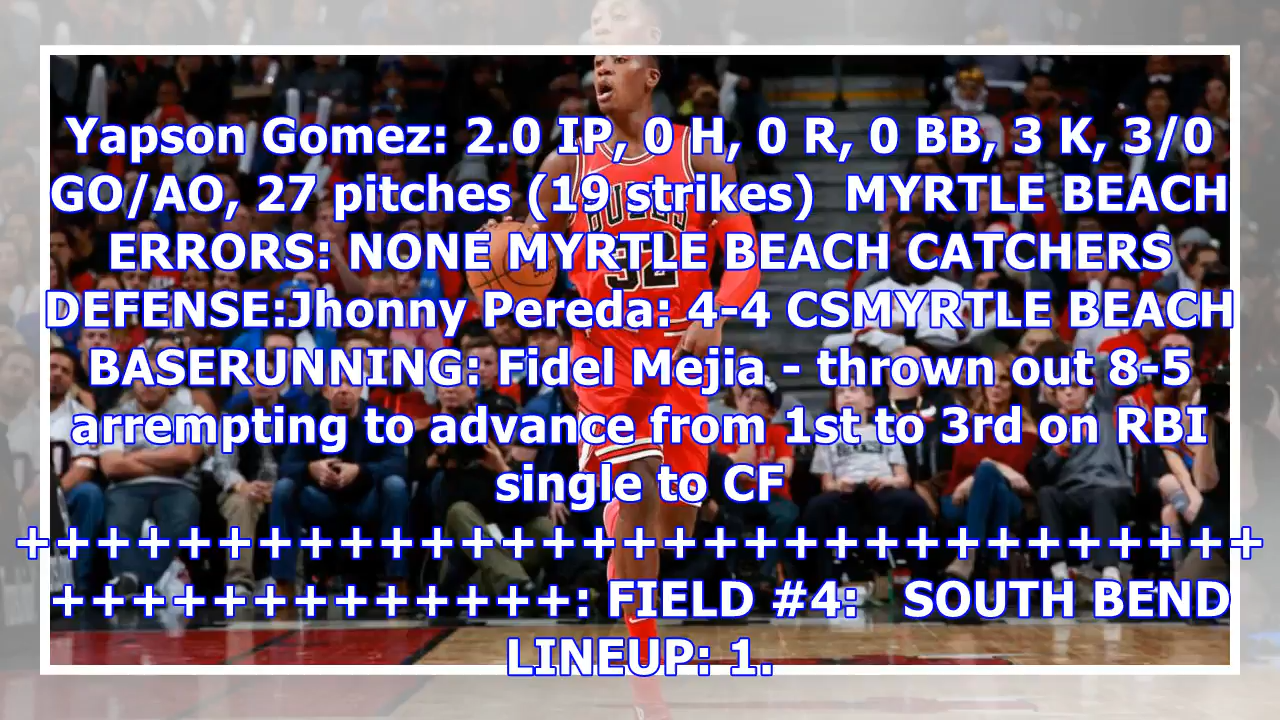 Yapson Gomez: 2.0 IP, 0 H, 0 R, 0 BB, 3 K, 3/0
GO/AO, 27 pitches (19 strikes)  MYRTLE BEACH
ERRORS: NONE MYRTLE BEACH CATCHERS
DEFENSE:Jhonny Pereda: 4-4 CSMYRTLE BEACH
BASERUNNING: Fidel Mejia - thrown out 8-5
arrempting to advance from 1st to 3rd on RBI
single to CF
+++++++++++++++++++++++++++++++
+++++++++++++: FIELD #4:   SOUTH BEND
LINEUP: 1.
BULLS
32